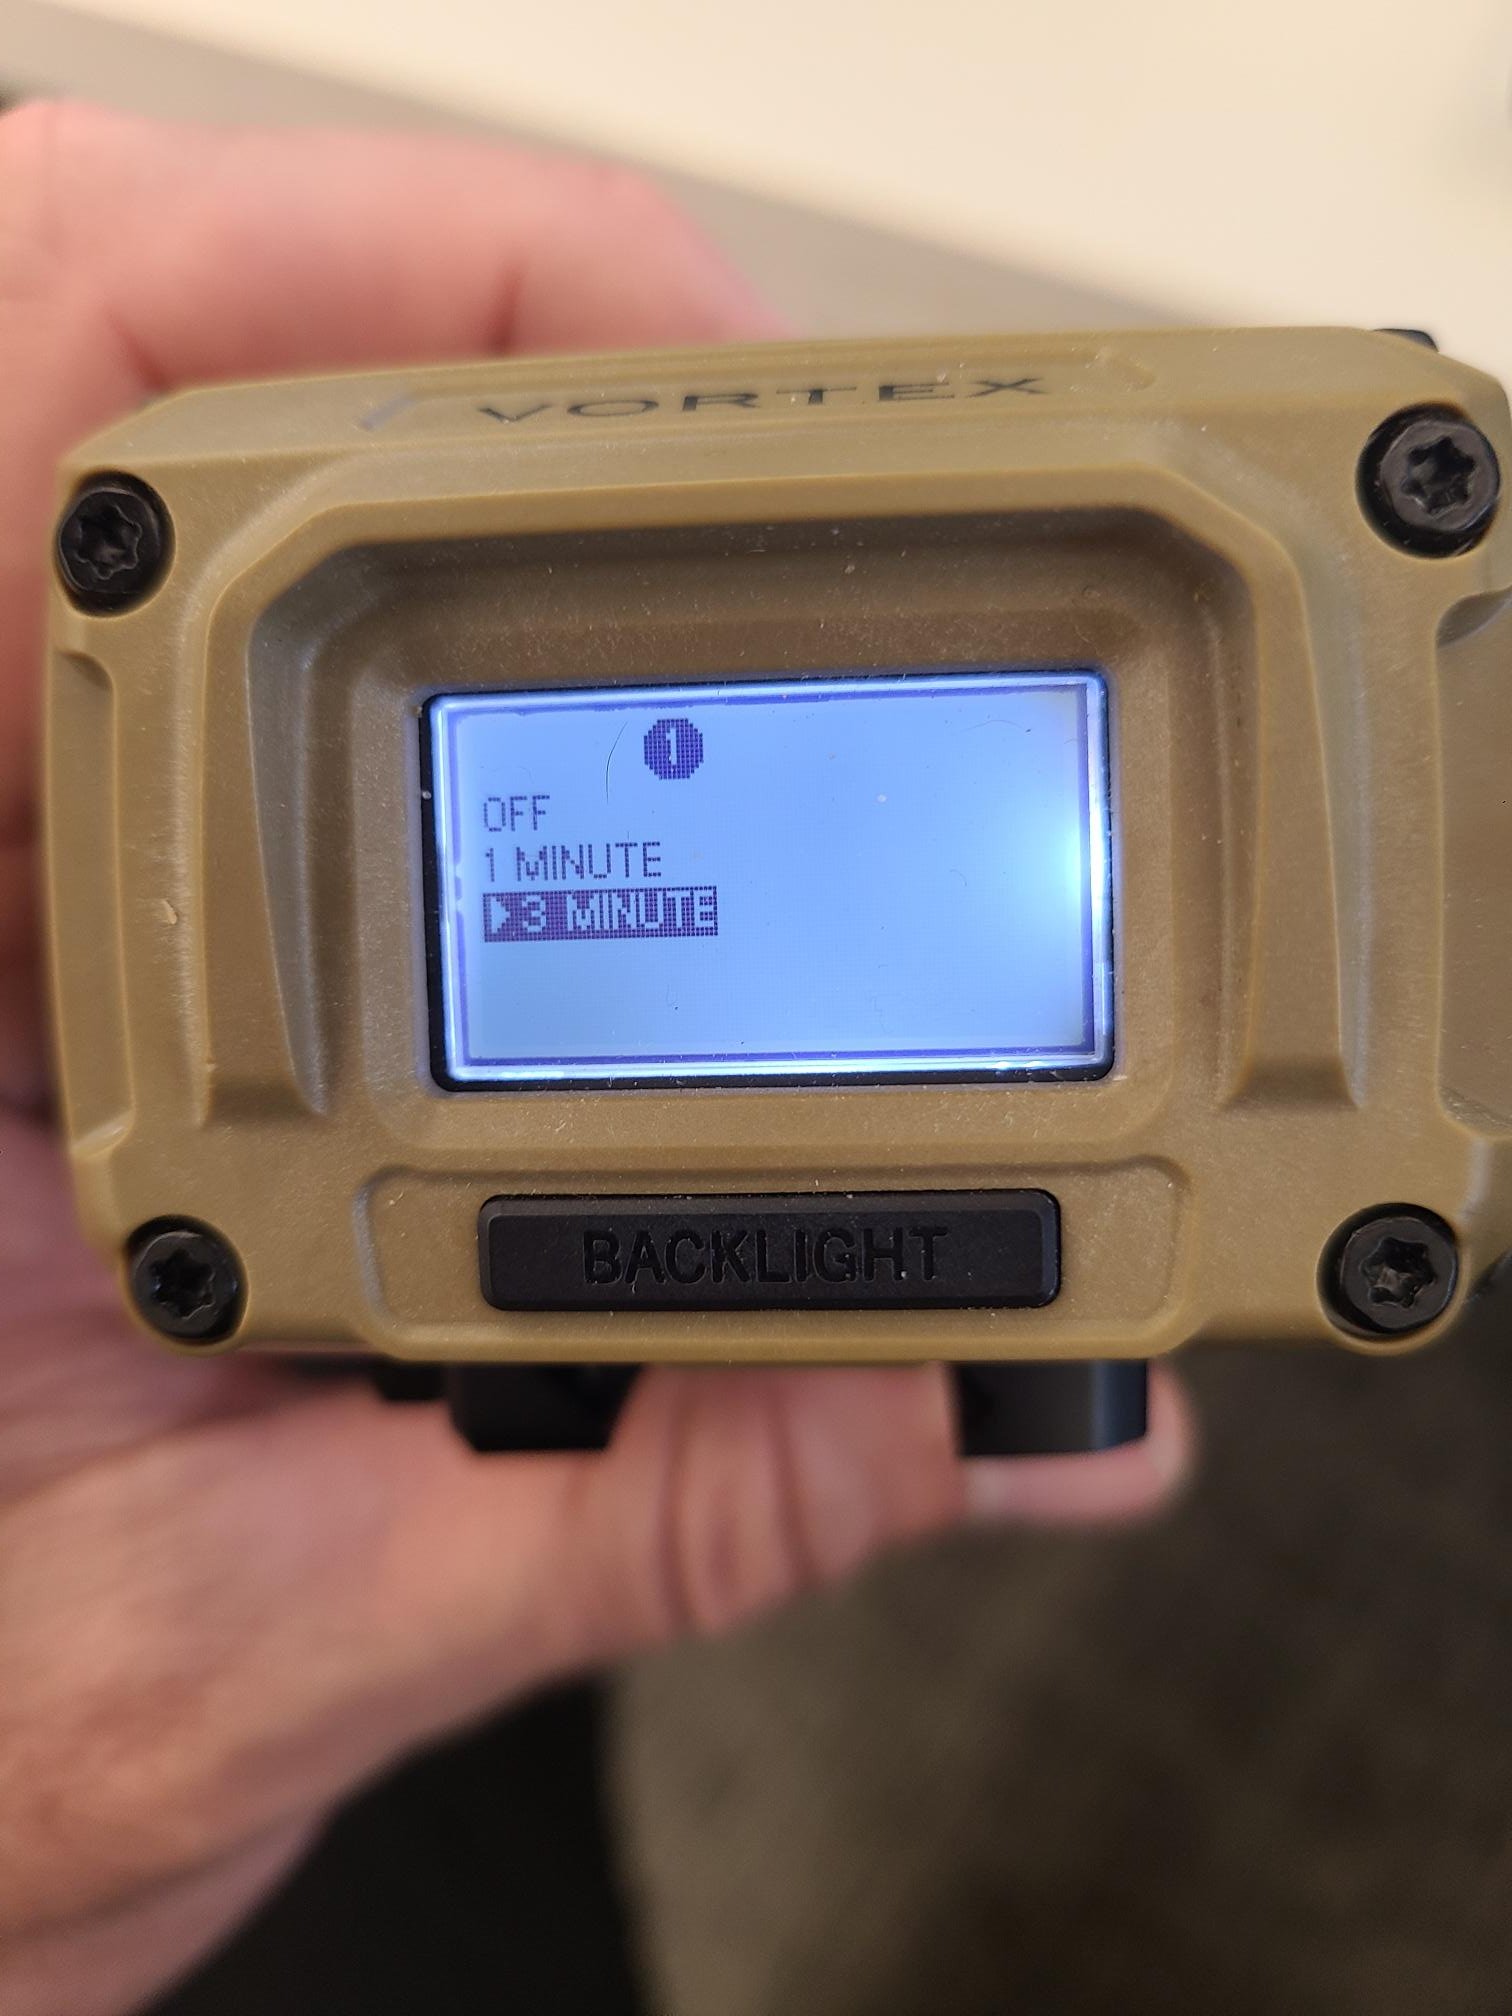 VORTEX
1
OFF
1 MINUTE
3 MINUTE
BACKLIGHT